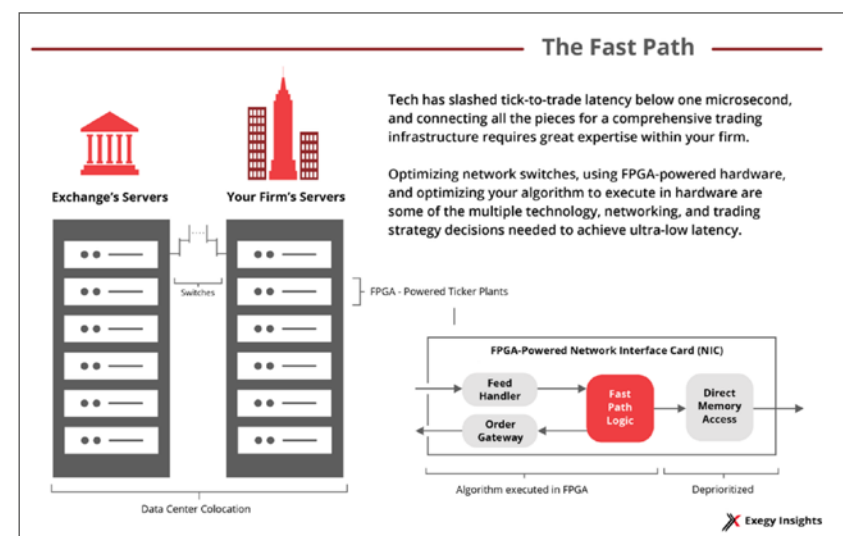 The Fast Path
Tech has slashed tick-to-trade latency below one microsecond,
and connecting all the pieces for a comprehensive trading
infrastructure requires great expertise within your firm.
Optimizing network switches, using FPGA-powered hardware,
and optimizing your algorithm to execute in hardware are
some of the multiple technology, networking, and trading
strategy decisions needed to achieve ultra-low latency.
Exchange's Servers
Your Firm's Servers
Switches
FPGA - Powered Ticker Plants
Data Center Colocation
FPGA-Powered Network Interface Card (NIC)
Feed
Handler
Order
Gateway
Fast
Path
Logic
Direct
Memory
Access
Algorithm executed in FPGA
Deprioritized
Exegy Insights